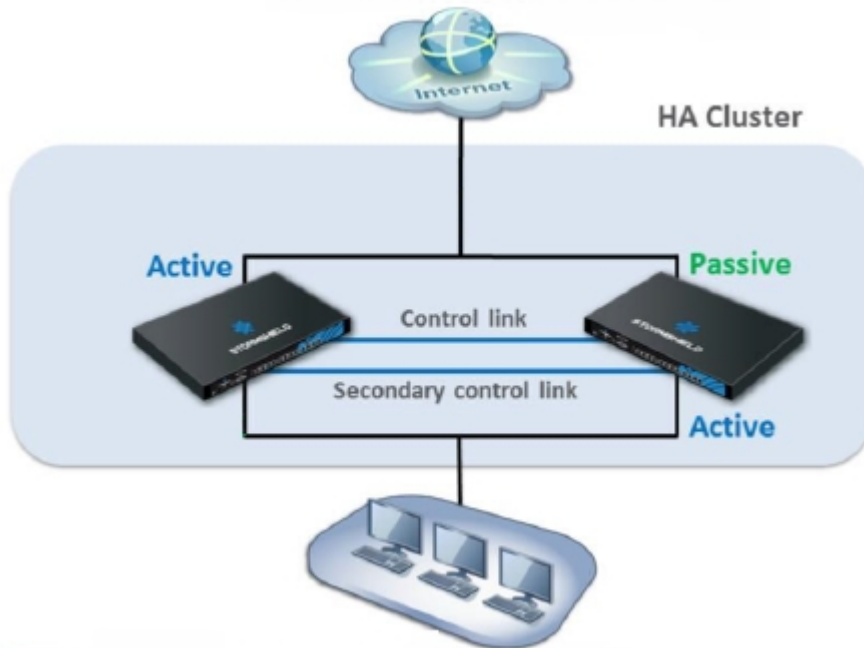 Internet
HA Cluster
Active
Passive
Control link
STORMSHIELD
STORMSHIELD
Secondary control link
Active